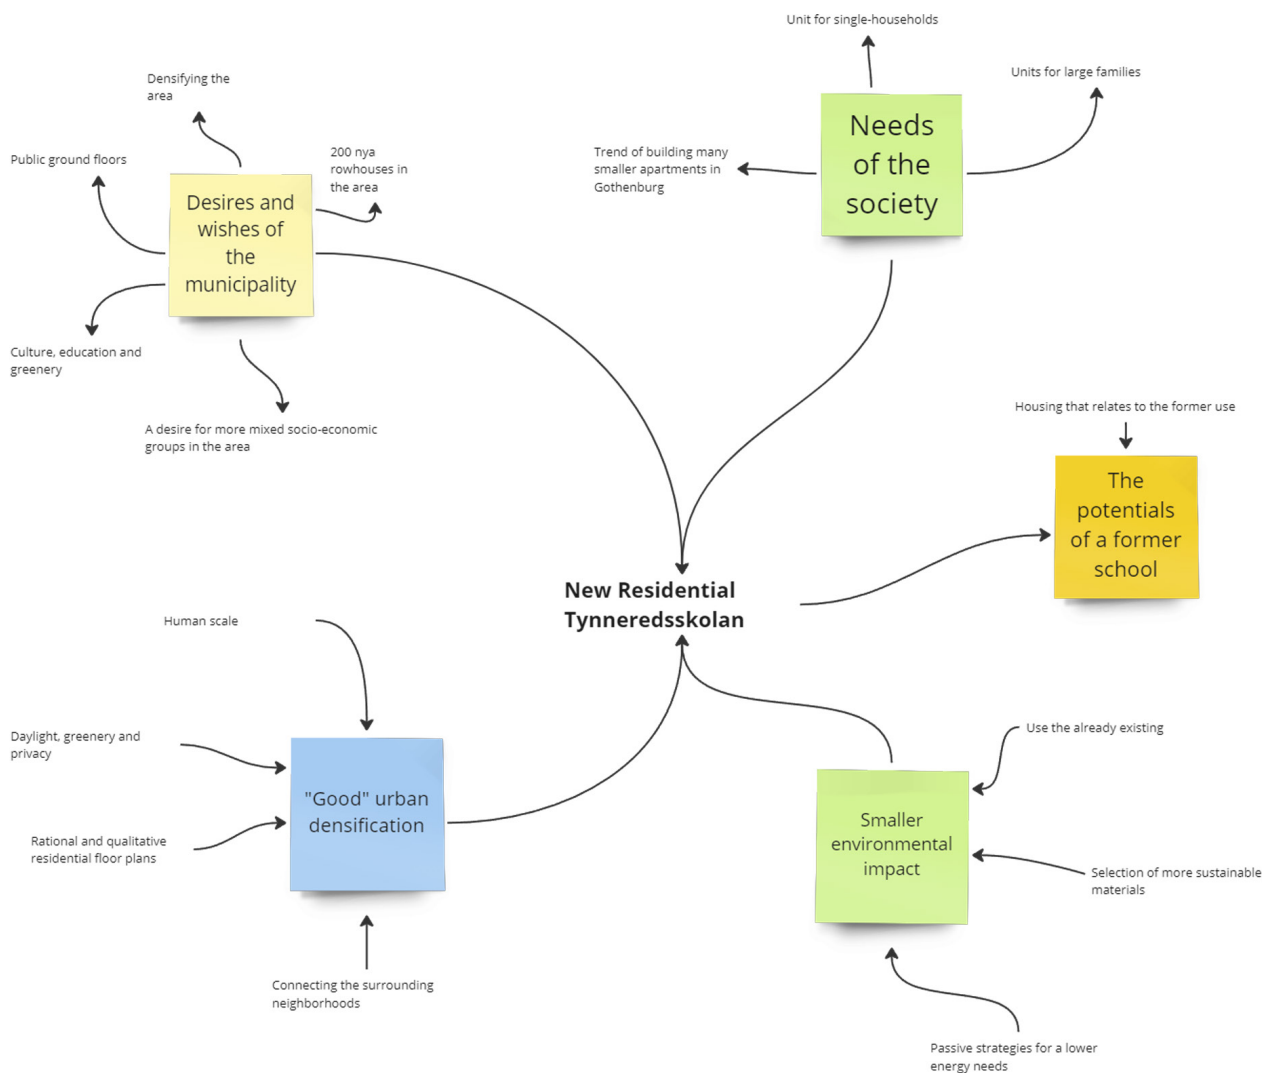 Unit for single-households
Densifying the
area
Units for large families
Public ground floors
200 nya
rowhouses in
the area
Trend of building many
smaller apartments in
Gothenburg
Needs
of the
society
Desires and
wishes of
the
municipality
Culture, education and
greenery
A desire for more mixed socio-economic
groups in the area
Housing that relates to the former use
The
potentials
of a former
school
New Residential
Tynneredsskolan
Human scale
Daylight, greenery and
privacy
Rational and qualitative
residential floor plans
"Good" urban
densification
Connecting the surrounding
neighborhoods
Use the already existing
Smaller
environmental
impact
Selection of more sustainable
materials
Passive strategies for a lower
energy needs